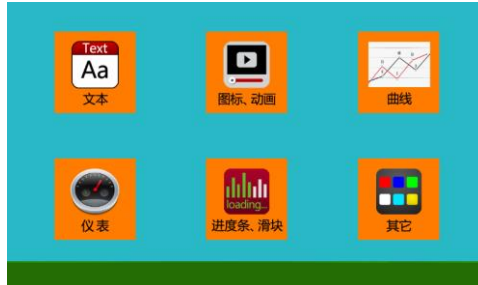 Text
Aa
文本
图标、动画
曲线
仪表
loading...
进度条、滑块
其它